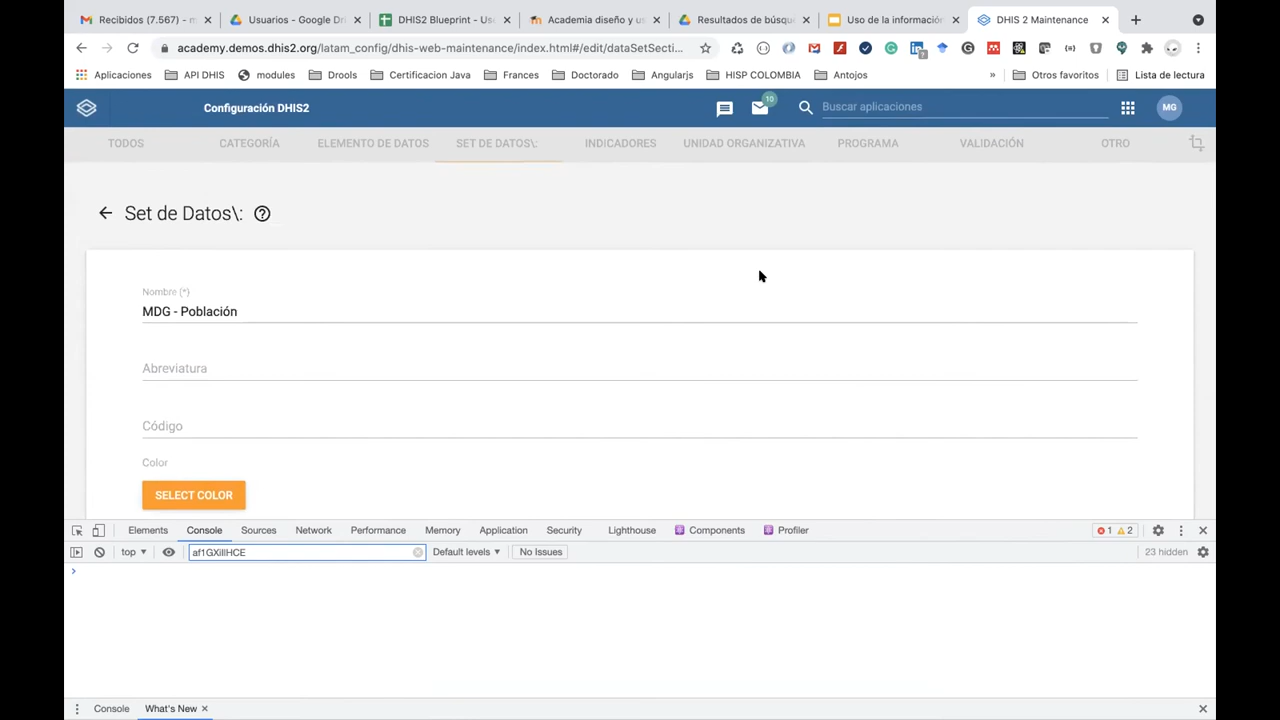 Recibidos (7.567) - m
Usuarios - Google Dri
DHIS2 Blueprint - Use
Academia diseño y us
Resultados de búsqu
Uso de la información
DHIS 2 Maintenance
academy.demos.dhis2.org/latam_config/dhis-web-maintenance/index.html#/edit/dataSetSecti...
Aplicaciones
API DHIS
modules
Drools
Certificacion Java
Frances
Doctorado
Angularjs
HISP COLOMBIA
Antojos
»
Otros favoritos
Lista de lectura
Configuración DHIS2
10
Buscar aplicaciones
MG
TODOS
CATEGORÍA
ELEMENTO DE DATOS
SET DE DATOS\:
INDICADORES
UNIDAD ORGANIZATIVA
PROGRAMA
VALIDACIÓN
OTRO
Set de Datos\:
Nombre (*)
MDG - Población
Abreviatura
Código
Color
SELECT COLOR
Elements
Console
Sources
Network
Performance
Memory
Application
Security
Lighthouse
Components
Profiler
1
2
top
Default levels
No Issues
23 hidden
Console
What's New